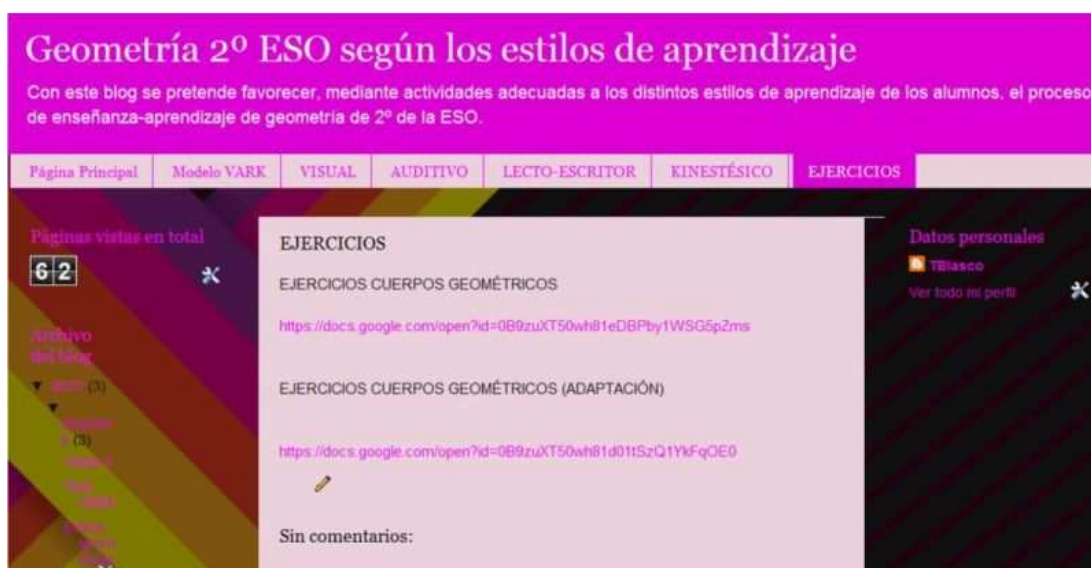 Geometría 2º ESO según los estilos de aprendizaje
Con este blog se pretende favorecer, mediante actividades adecuadas a los distintos estilos de aprendizaje de los alumnos, el proceso
de enseñanza-aprendizaje de geometría de 2º de la ESO.
Página Principal
Modelo VARK
VISUAL
AUDITIVO
LECTO-ESCRITOR
KINESTÉSICO
EJERCICIOS
Páginas vistas en total
62
Archivo
del blog
(3)
(3)
EJERCICIOS
EJERCICIOS CUERPOS GEOMÉTRICOS
https://docs.google.com/open?id=0B9zuXT50wh81eDBPby1WSG5pZms
EJERCICIOS CUERPOS GEOMÉTRICOS (ADAPTACIÓN)
https://docs.google.com/open?id=0B9zuXT50wh81d01tSzQ1YkFqOE0
Sin comentarios:
Datos personales
TBlasco
Ver todo mi perfil